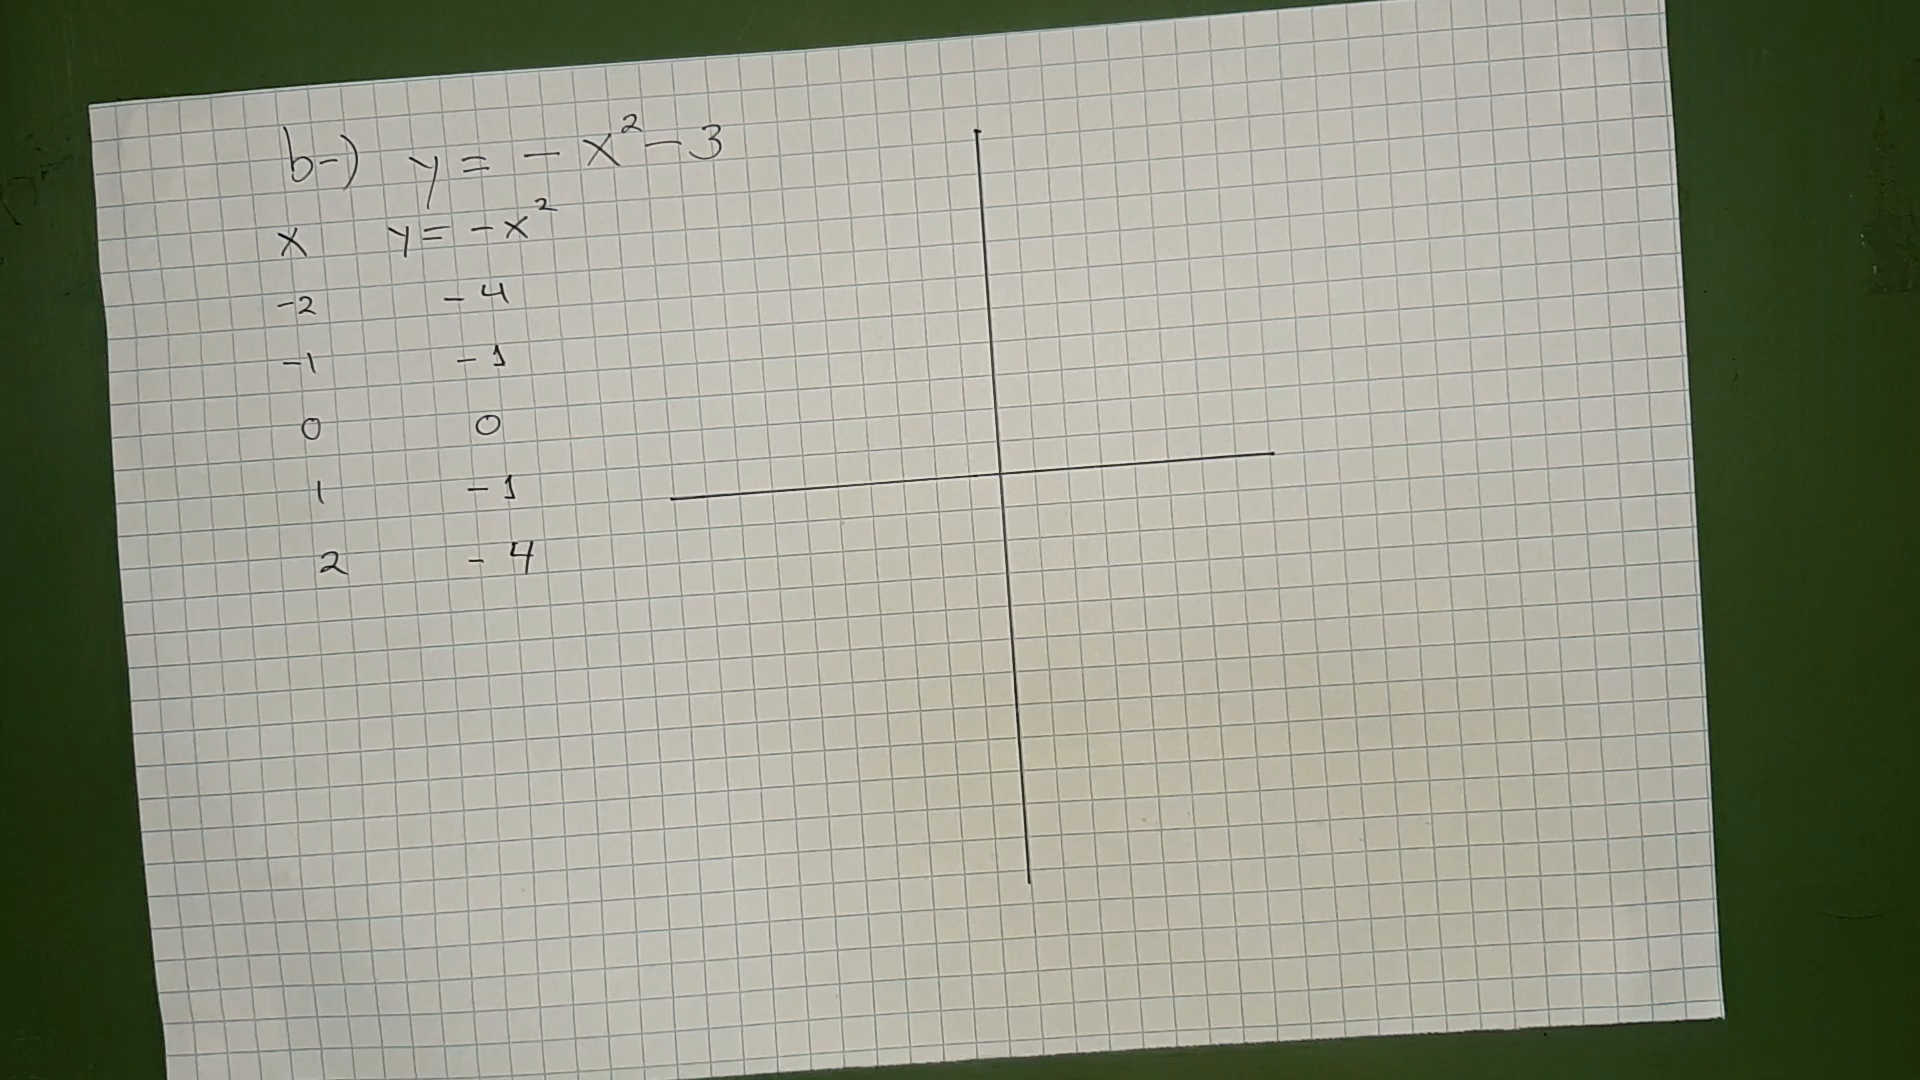 b-) y = - x² - 3
x y = - x²
-2 - 4
-1 - 1
0 0
1 - 1
2 - 4